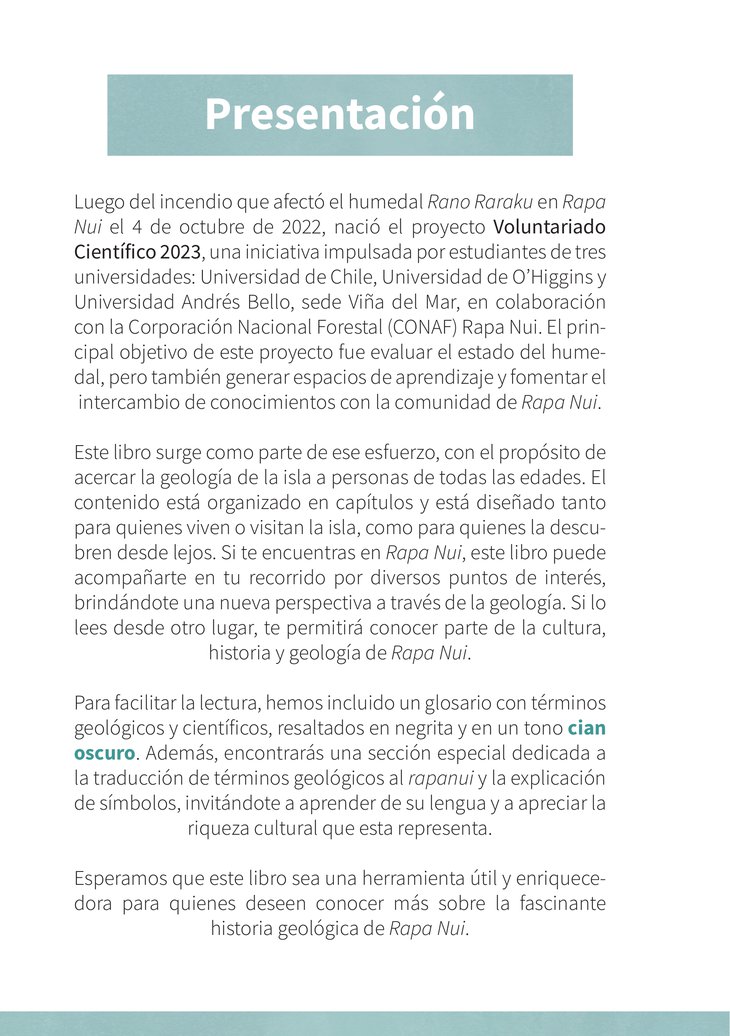 Presentación
Luego del incendio que afectó el humedal Rano Raraku en Rapa
Nui el 4 de octubre de 2022, nació el proyecto Voluntariado
Científico 2023, una iniciativa impulsada por estudiantes de tres
universidades: Universidad de Chile, Universidad de O’Higgins y
Universidad Andrés Bello, sede Viña del Mar, en colaboración
con la Corporación Nacional Forestal (CONAF) Rapa Nui. El prin-
cipal objetivo de este proyecto fue evaluar el estado del hume-
dal, pero también generar espacios de aprendizaje y fomentar el
intercambio de conocimientos con la comunidad de Rapa Nui.
Este libro surge como parte de ese esfuerzo, con el propósito de
acercar la geología de la isla a personas de todas las edades. El
contenido está organizado en capítulos y está diseñado tanto
para quienes viven o visitan la isla, como para quienes la descu-
bren desde lejos. Si te encuentras en Rapa Nui, este libro puede
acompañarte en tu recorrido por diversos puntos de interés,
brindándote una nueva perspectiva a través de la geología. Si lo
lees desde otro lugar, te permitirá conocer parte de la cultura,
historia y geología de Rapa Nui.
Para facilitar la lectura, hemos incluido un glosario con términos
geológicos y científicos, resaltados en negrita y en un tono cian
oscuro. Además, encontrarás una sección especial dedicada a
la traducción de términos geológicos al rapanui y la explicación
de símbolos, invitándote a aprender de su lengua y a apreciar la
riqueza cultural que esta representa.
Esperamos que este libro sea una herramienta útil y enriquece-
dora para quienes deseen conocer más sobre la fascinante
historia geológica de Rapa Nui.